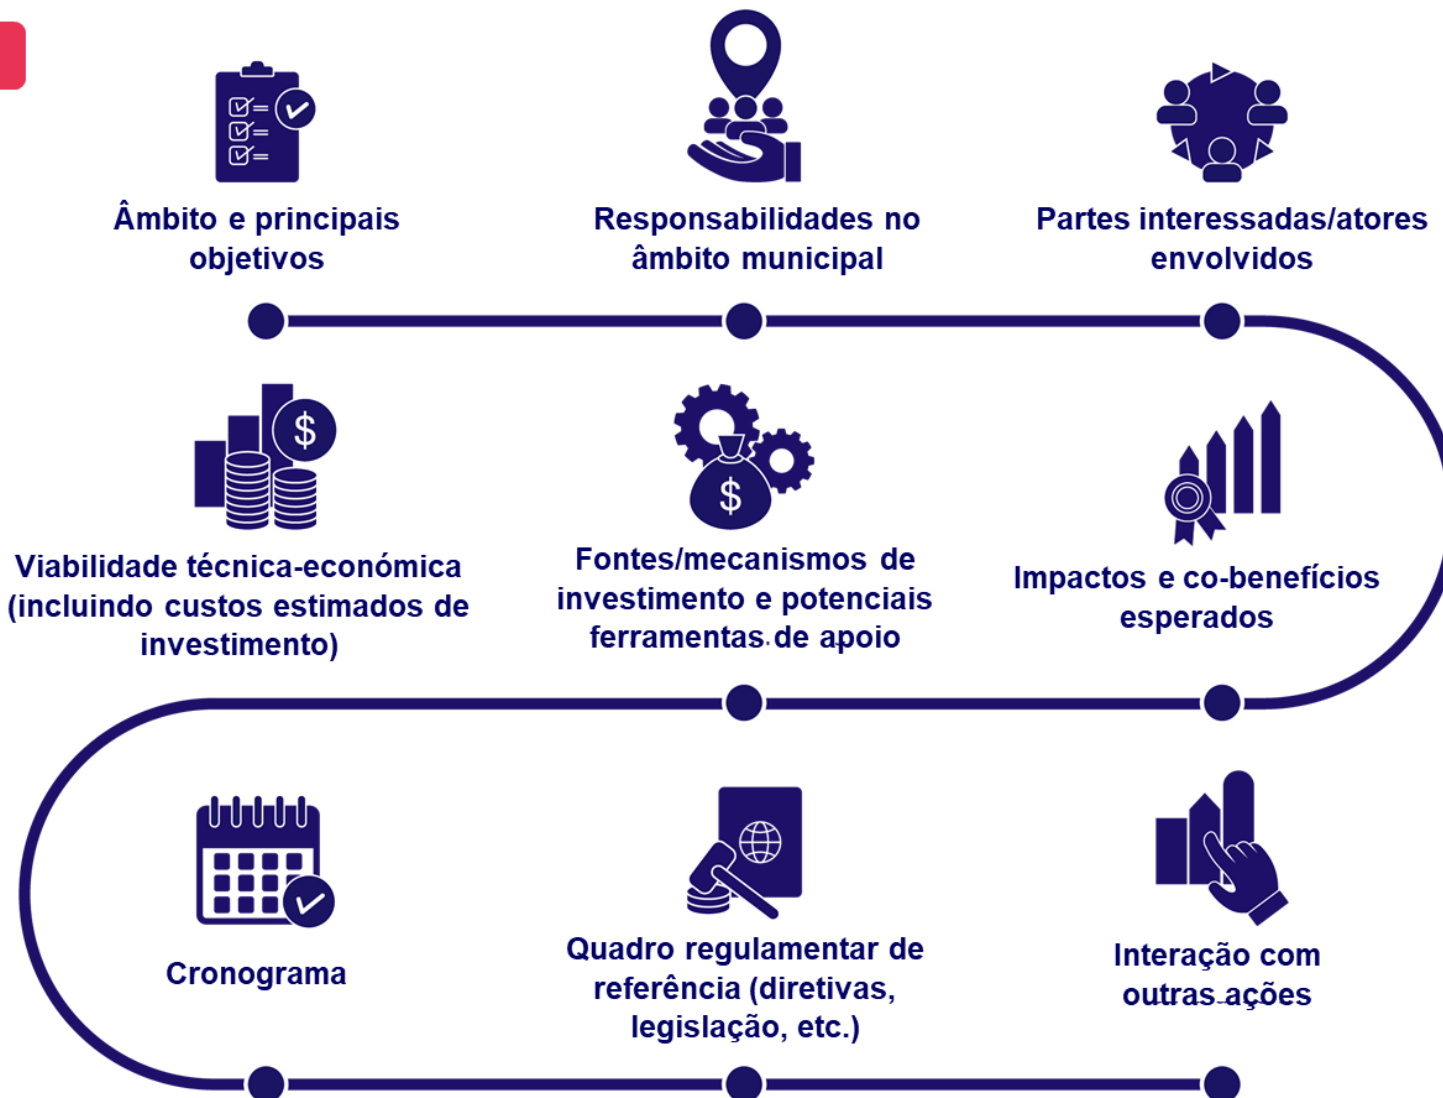 Âmbito e principais
objetivos
Responsabilidades no
âmbito municipal
Partes interessadas/atores
envolvidos
$
Viabilidade técnica-económica
(incluindo custos estimados de
investimento)
$
Fontes/mecanismos de
investimento e potenciais
ferramentas de apoio
Impactos e co-benefícios
esperados
Cronograma
Quadro regulamentar de
referência (diretivas,
legislação, etc.)
Interação com
outras ações